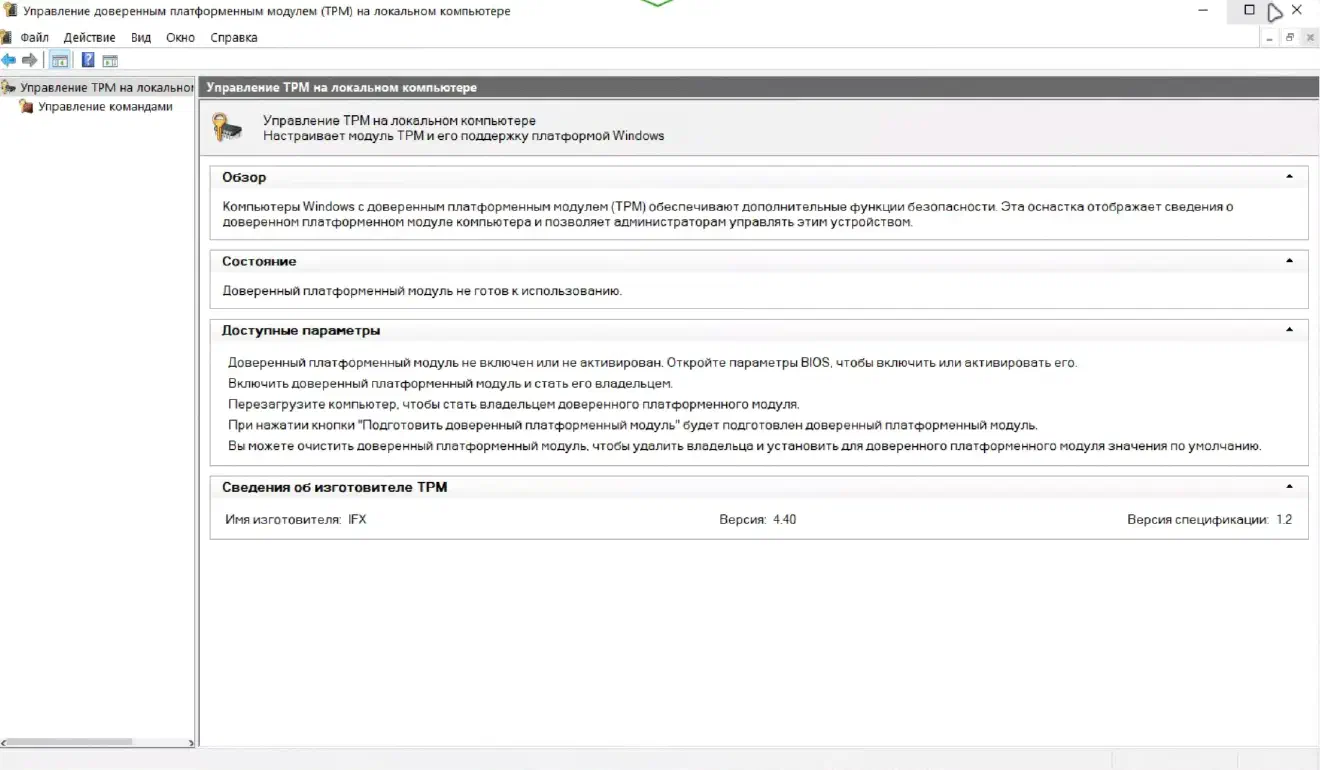 Управление доверенным платформенным модулем (TPM) на локальном компьютере
Файл Действие Вид Окно Справка
Управление TPM на локально
Управление командами
Управление TPM на локальном компьютере
Управление TPM на локальном компьютере
Настраивает модуль TPM и его поддержку платформой Windows
Обзор
Компьютеры Windows с доверенным платформенным модулем (TPM) обеспечивают дополнительные функции безопасности. Эта оснастка отображает сведения о
доверенном платформенном модуле компьютера и позволяет администраторам управлять этим устройством.
Состояние
Доверенный платформенный модуль не готов к использованию.
Доступные параметры
Доверенный платформенный модуль не включен или не активирован. Откройте параметры BIOS, чтобы включить или активировать его.
Включить доверенный платформенный модуль и стать его владельцем.
Перезагрузите компьютер, чтобы стать владельцем доверенного платформенного модуля.
При нажатии кнопки "Подготовить доверенный платформенный модуль" будет подготовлен доверенный платформенный модуль.
Вы можете очистить доверенный платформенный модуль, чтобы удалить владельца и установить для доверенного платформенного модуля значения по умолчанию.
Сведения об изготовителе TPM
Имя изготовителя: IFX Версия: 4.40 Версия спецификации: 1.2